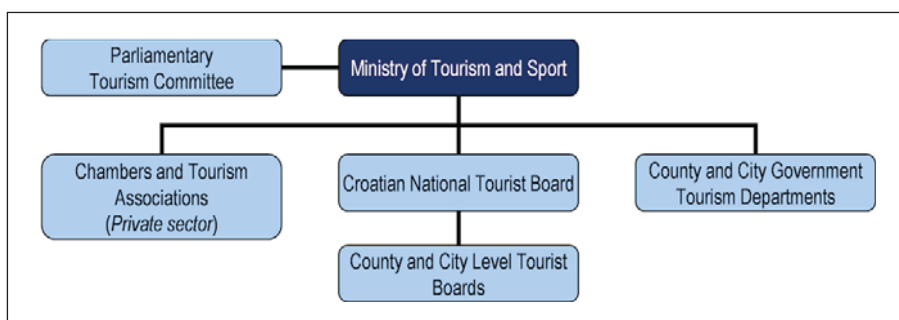 Parliamentary
Tourism Committee
Ministry of Tourism and Sport
Chambers and Tourism
Associations
(Private sector)
Croatian National Tourist Board
County and City Government
Tourism Departments
County and City Level Tourist
Boards